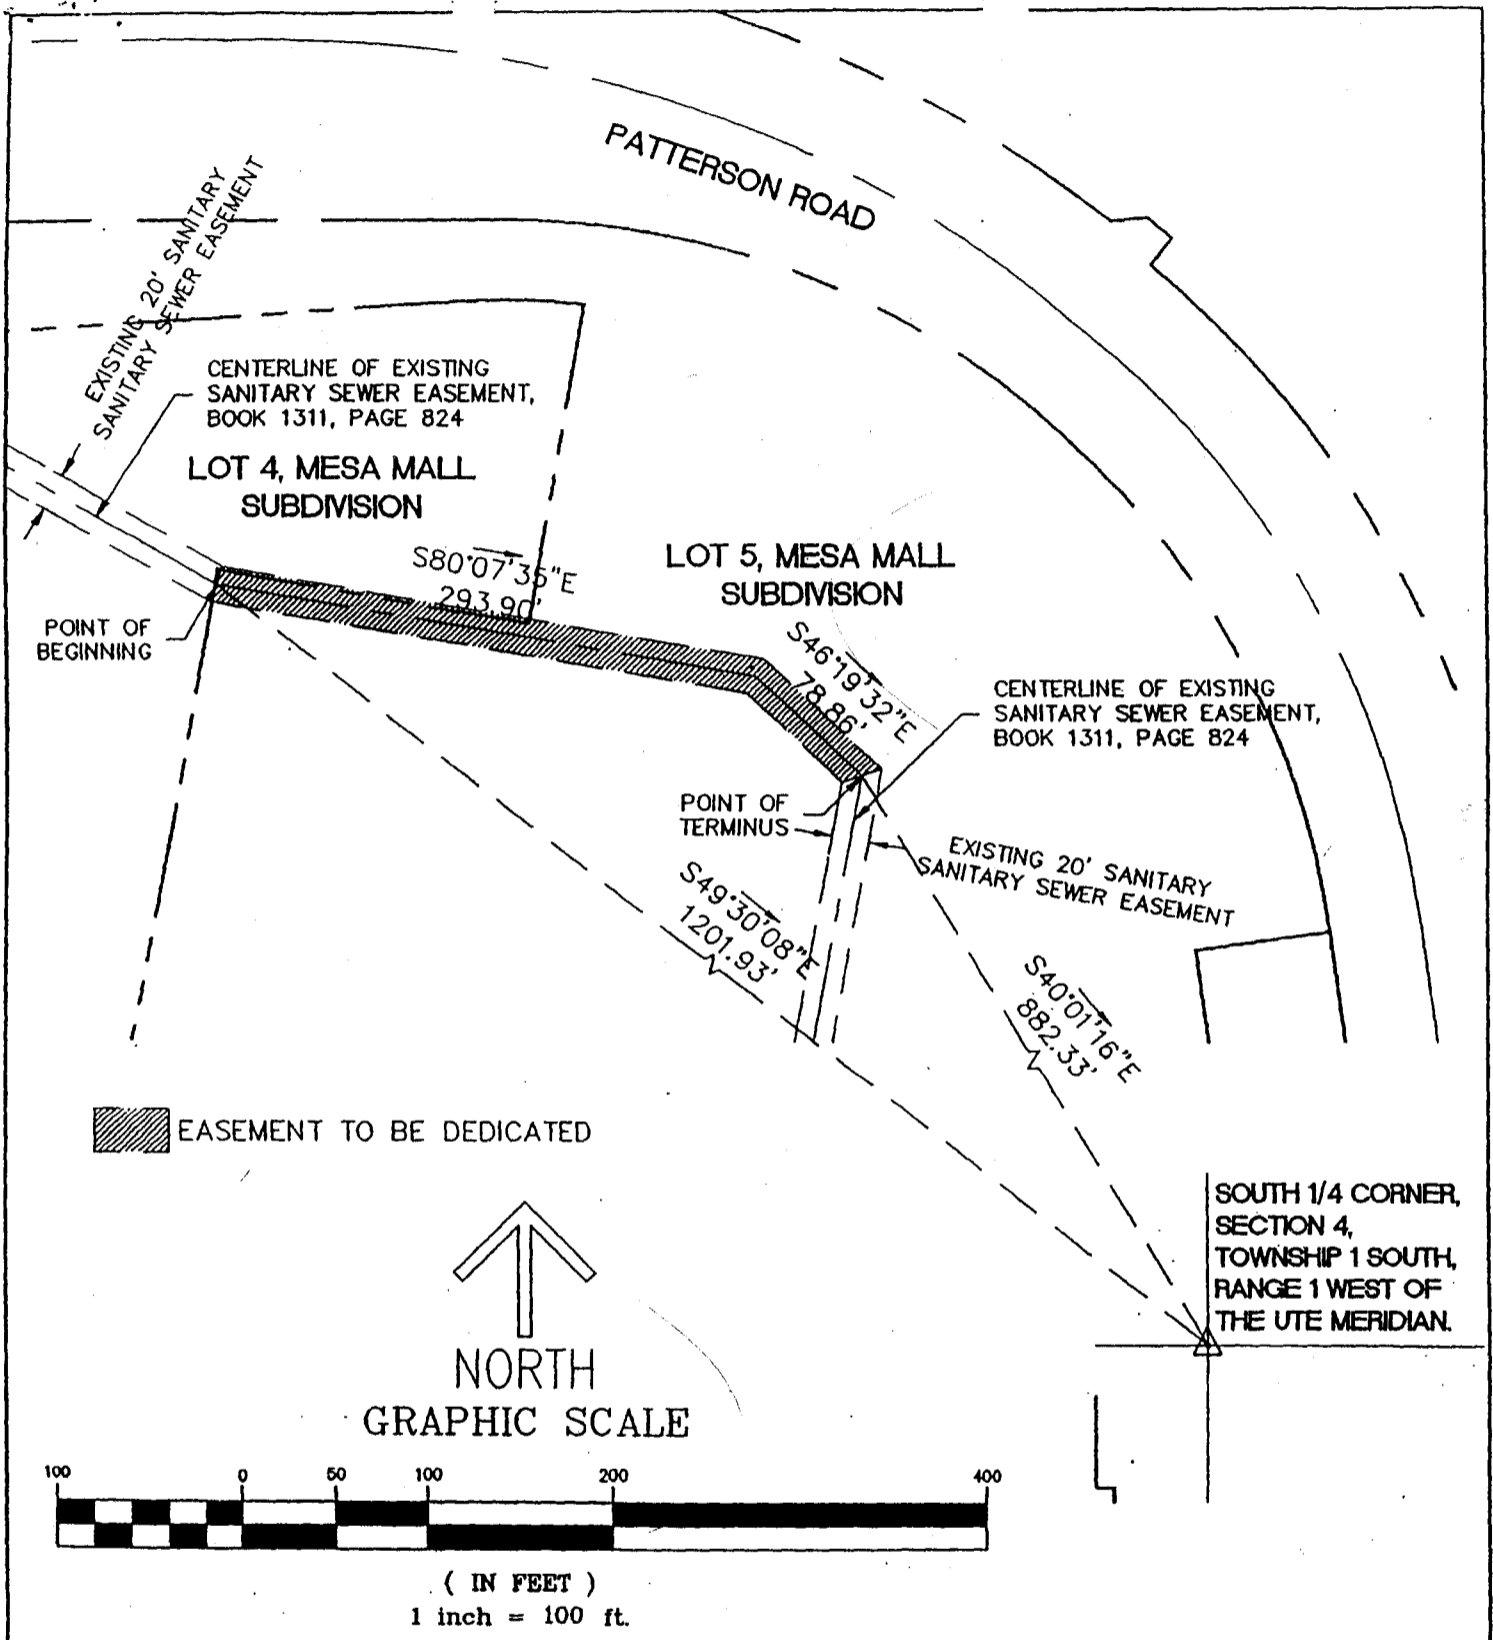 PATTERSON ROAD
EXISTING 20' SANITARY
SANITARY SEWER EASEMENT
CENTERLINE OF EXISTING
SANITARY SEWER EASEMENT,
BOOK 1311, PAGE 824
LOT 4, MESA MALL
SUBDIVISION
S80°07'35"E
293.90'
LOT 5, MESA MALL
SUBDIVISION
POINT OF
BEGINNING
S46°19'32"E
78.86'
CENTERLINE OF EXISTING
SANITARY SEWER EASEMENT,
BOOK 1311, PAGE 824
POINT OF
TERMINUS
EXISTING 20' SANITARY
SANITARY SEWER EASEMENT
S49°30'08"E
1201.93'
S40°01'16"E
882.33'
EASEMENT TO BE DEDICATED
SOUTH 1/4 CORNER,
SECTION 4,
TOWNSHIP 1 SOUTH,
RANGE 1 WEST OF
THE UTE MERIDIAN.
NORTH
GRAPHIC SCALE
100 0 50 100 200 400
( IN FEET )
1 inch = 100 ft.